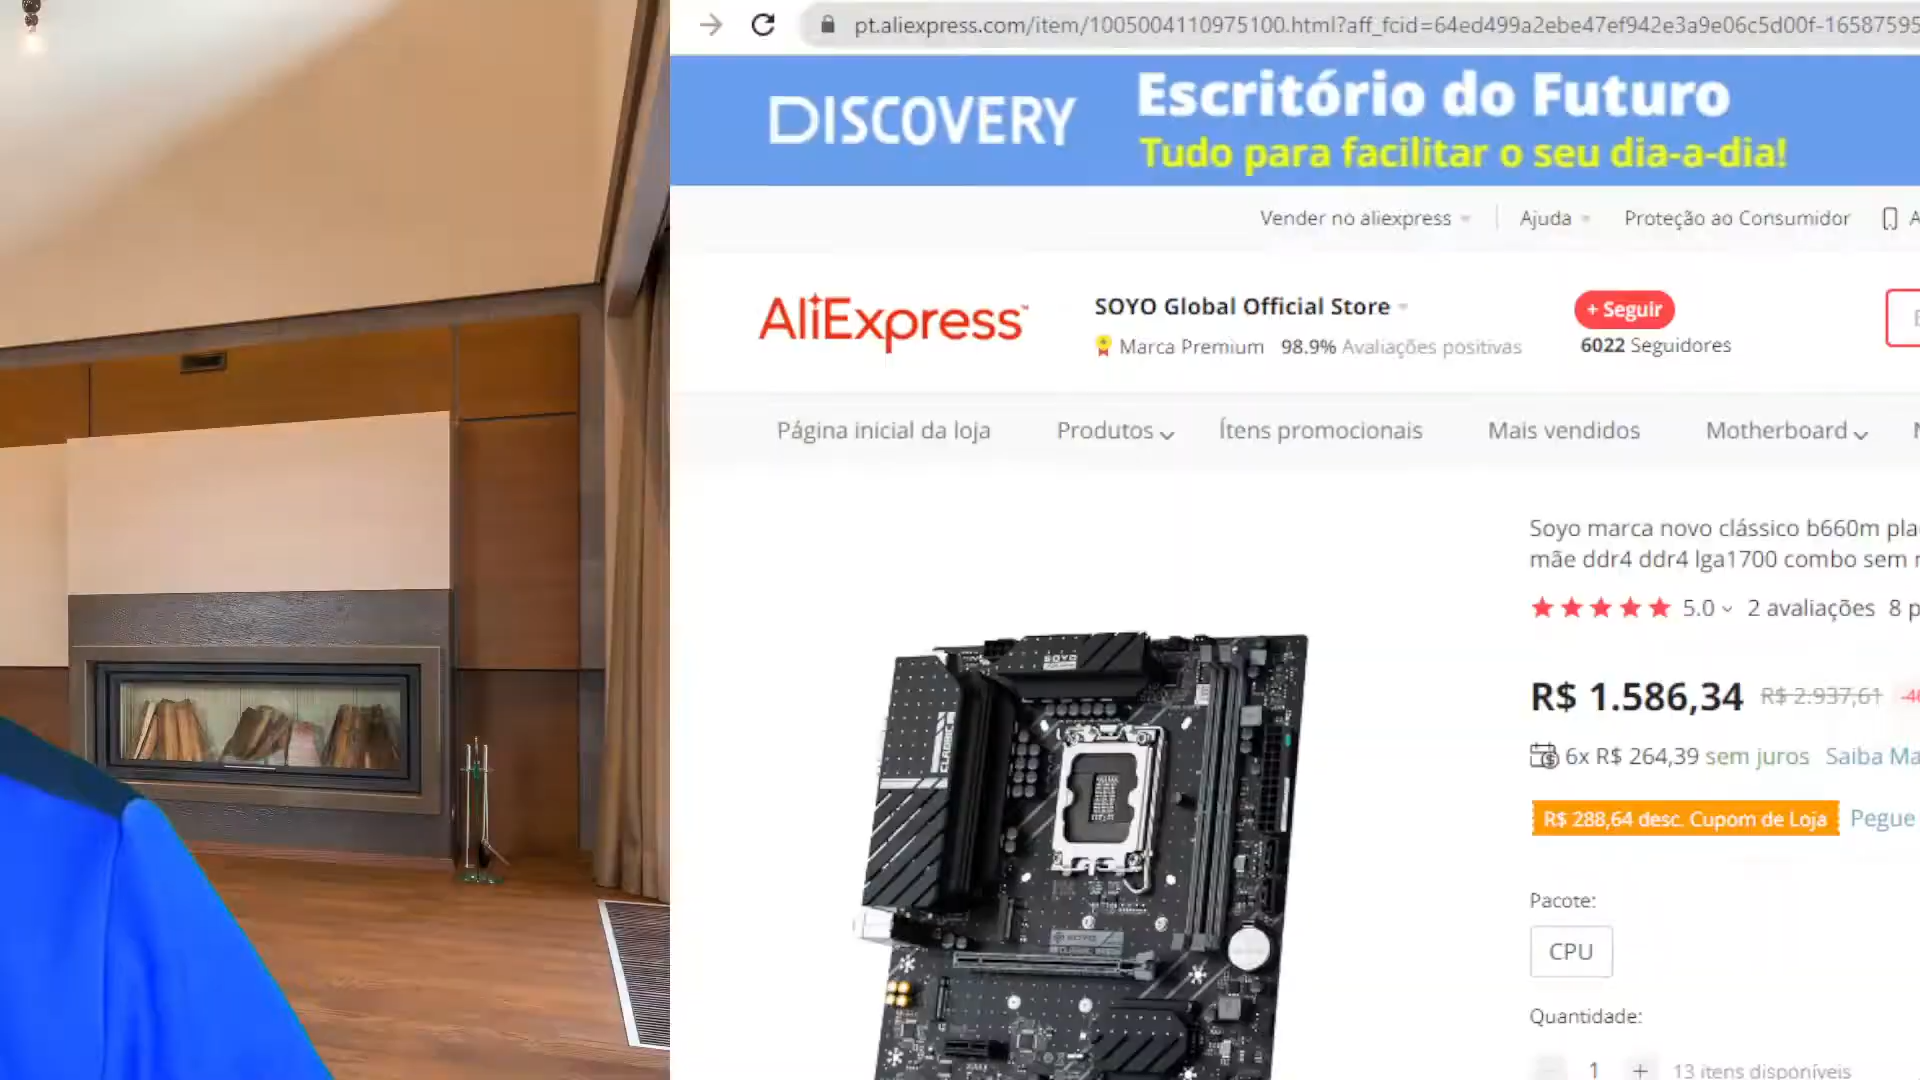 pt.aliexpress.com/item/1005004110975100.html?aff_fcid=64ed499a2ebe47ef942e3a9e06c5d00f-16587595
DISCOVERY
Escritório do Futuro
Tudo para facilitar o seu dia-a-dia!
Vender no aliexpress
Ajuda
Proteção ao Consumidor
AliExpress
SOYO Global Official Store
+ Seguir
Marca Premium 98.9% Avaliações positivas
6022 Seguidores
Página inicial da loja
Produtos
Ítens promocionais
Mais vendidos
Motherboard
Soyo marca novo clássico b660m
mãe ddr4 ddr4 lga1700 combo sem
5.0 2 avaliações 8
R$ 1.586,34 R$ 2.937,61
6x R$ 264,39 sem juros Saiba
R$ 288,64 desc. Cupom de Loja Pegue
Pacote:
CPU
Quantidade:
1 + 13 itens disponíveis
SOYO
CLASSIC